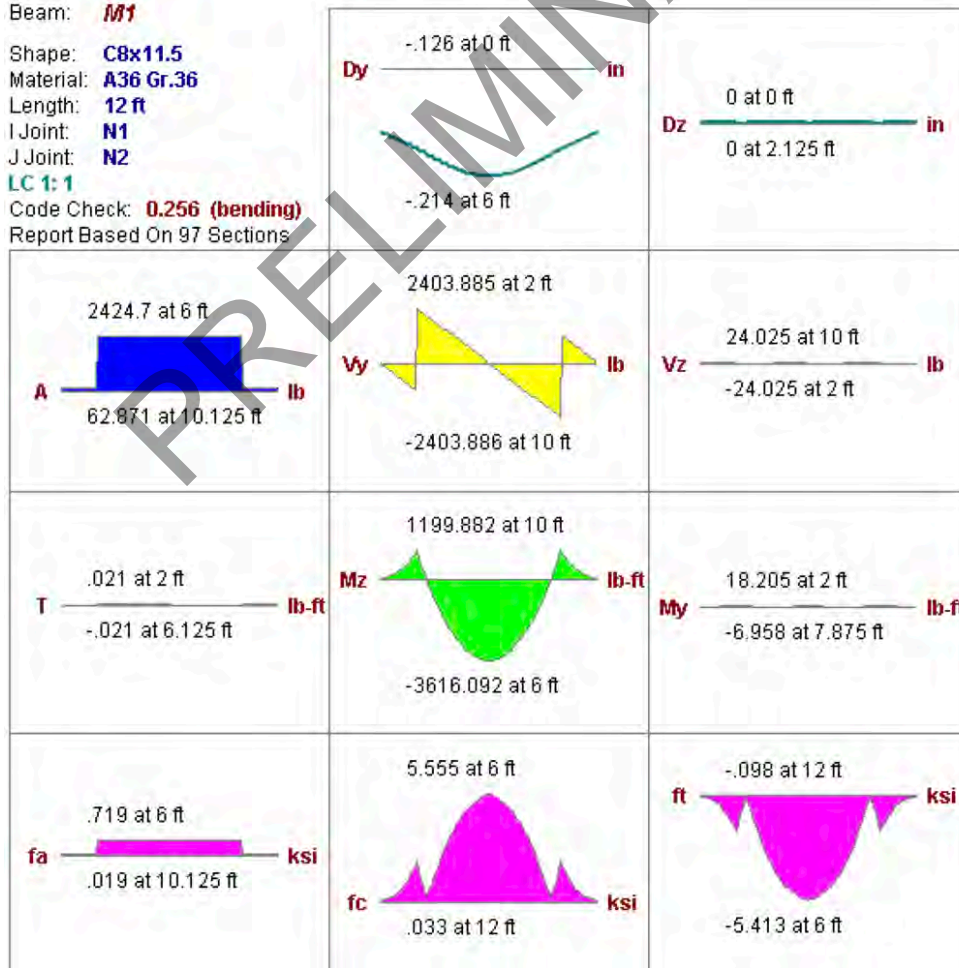 Beam: M1
Shape: C8x11.5
Material: A36 Gr.36
Length: 12 ft
I Joint: N1
J Joint: N2
LC 1: 1
Code Check: 0.256 (bending)
Report Based On 97 Sections
-.126 at 0 ft
Dy in
-.214 at 6 ft
0 at 0 ft
Dz in
0 at 2.125 ft
2424.7 at 6 ft
A lb
62.871 at 10.125 ft
2403.885 at 2 ft
Vy lb
-2403.886 at 10 ft
24.025 at 10 ft
Vz lb
-24.025 at 2 ft
.021 at 2 ft
T lb-ft
-.021 at 6.125 ft
1199.882 at 10 ft
Mz lb-ft
-3616.092 at 6 ft
18.205 at 2 ft
My lb-ft
-6.958 at 7.875 ft
.719 at 6 ft
fa ksi
.019 at 10.125 ft
5.555 at 6 ft
fc ksi
.033 at 12 ft
-.098 at 12 ft
ft ksi
-5.413 at 6 ft
PRELIMINA